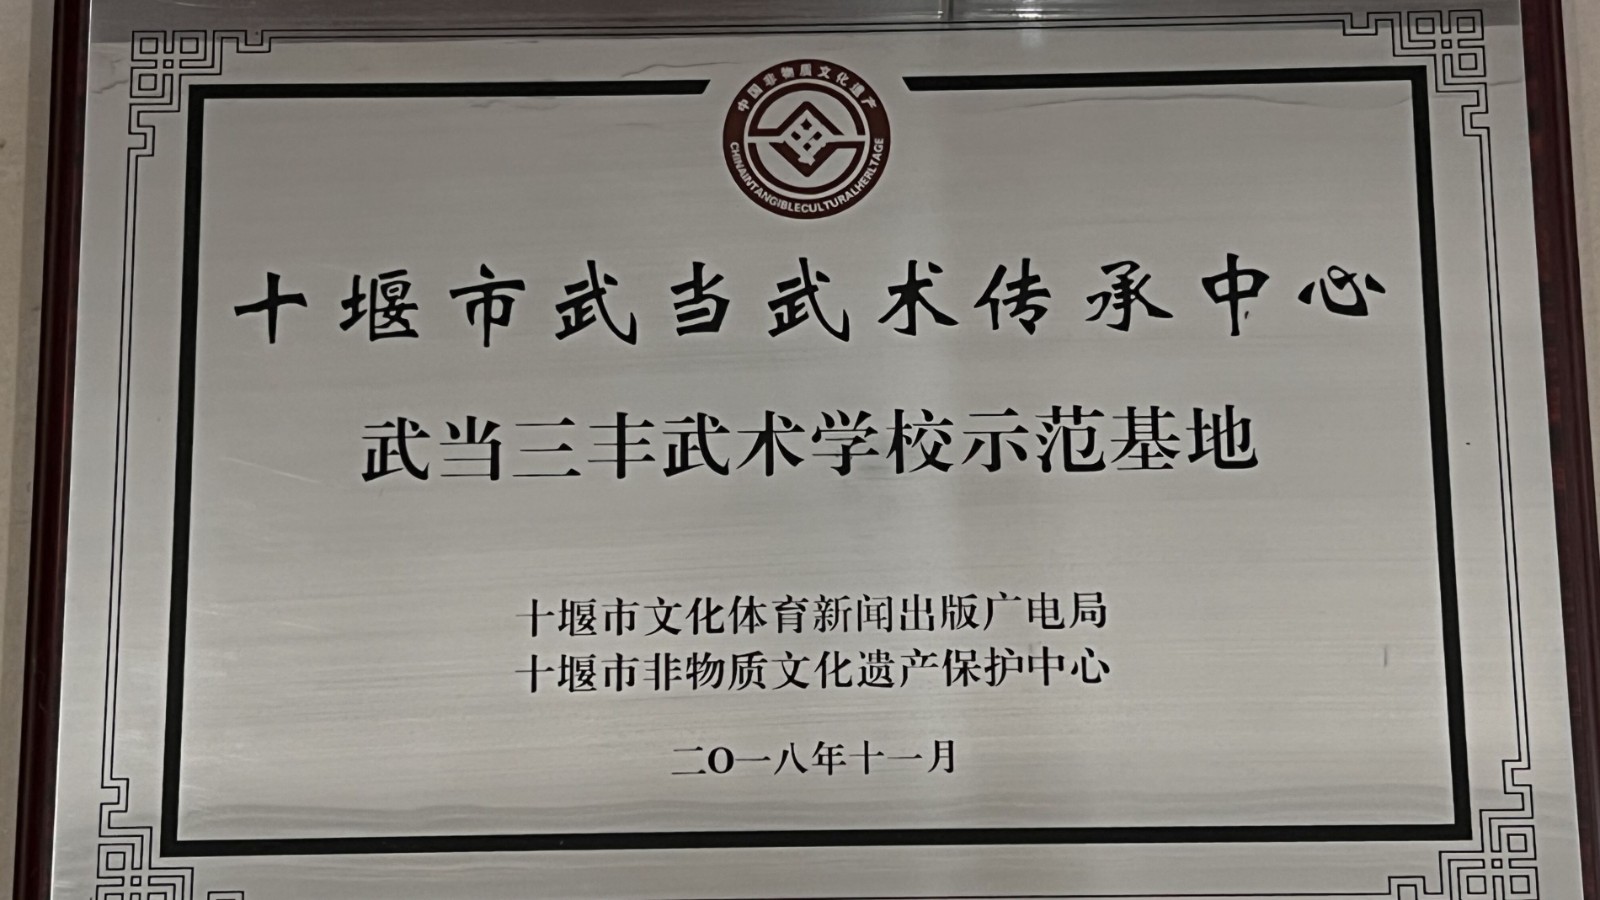 中国非物质文化遗产
CHINAINTANGIBLECULTURALHERLTAGE
十堰市武当武术传承中心
武当三丰武术学校示范基地
十堰市文化体育新闻出版广电局
十堰市非物质文化遗产保护中心
二O一八年十一月